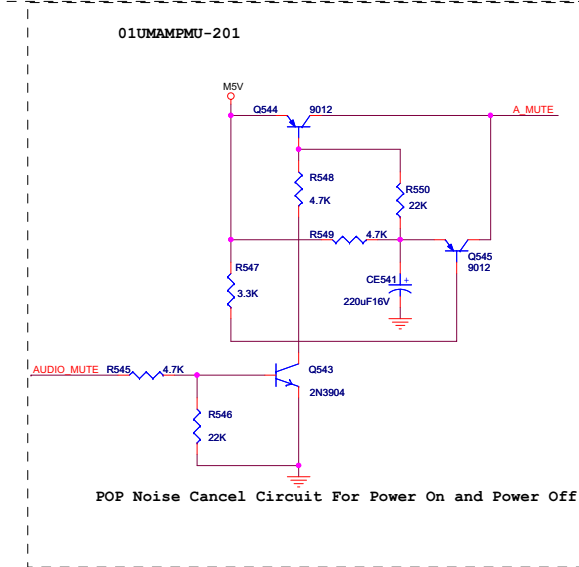 01UMAMPMU-201
M5V
Q544
9012
A_MUTE
R548
4.7K
R550
22K
R549
4.7K
Q545
9012
R547
3.3K
CE541
+
220uF16V
AUDIO_MUTE
R545
4.7K
Q543
2N3904
R546
22K
POP Noise Cancel Circuit For Power On and Power Off